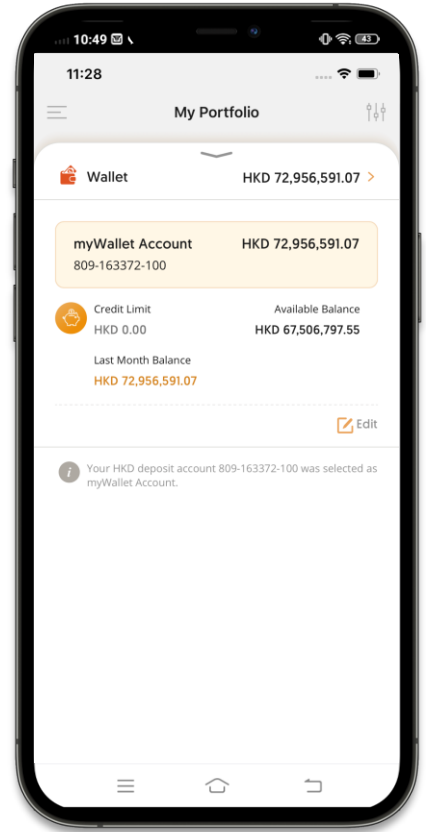 10:49
43
11:28
My Portfolio
Wallet HKD 72,956,591.07 >
myWallet Account HKD 72,956,591.07
809-163372-100
Credit Limit Available Balance
HKD 0.00 HKD 67,506,797.55
Last Month Balance
HKD 72,956,591.07
Edit
i Your HKD deposit account 809-163372-100 was selected as
myWallet Account.